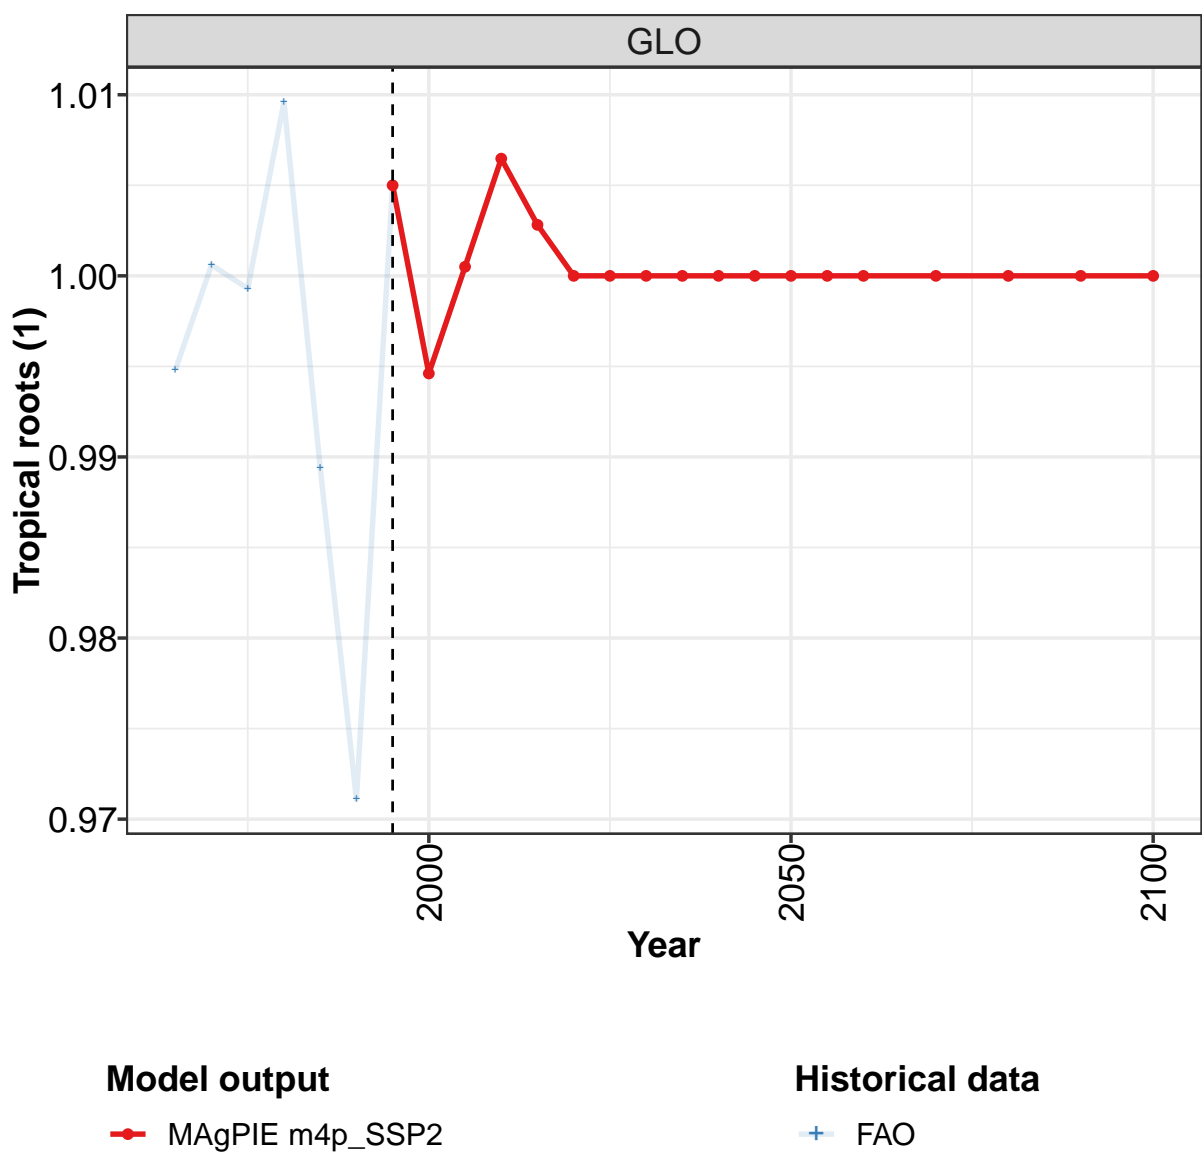 GLO
1.01
1.00
0.99
0.98
0.97
Tropical roots (1)
2000
2050
2100
Year
Model output
MAgPIE m4p_SSP2
Historical data
FAO